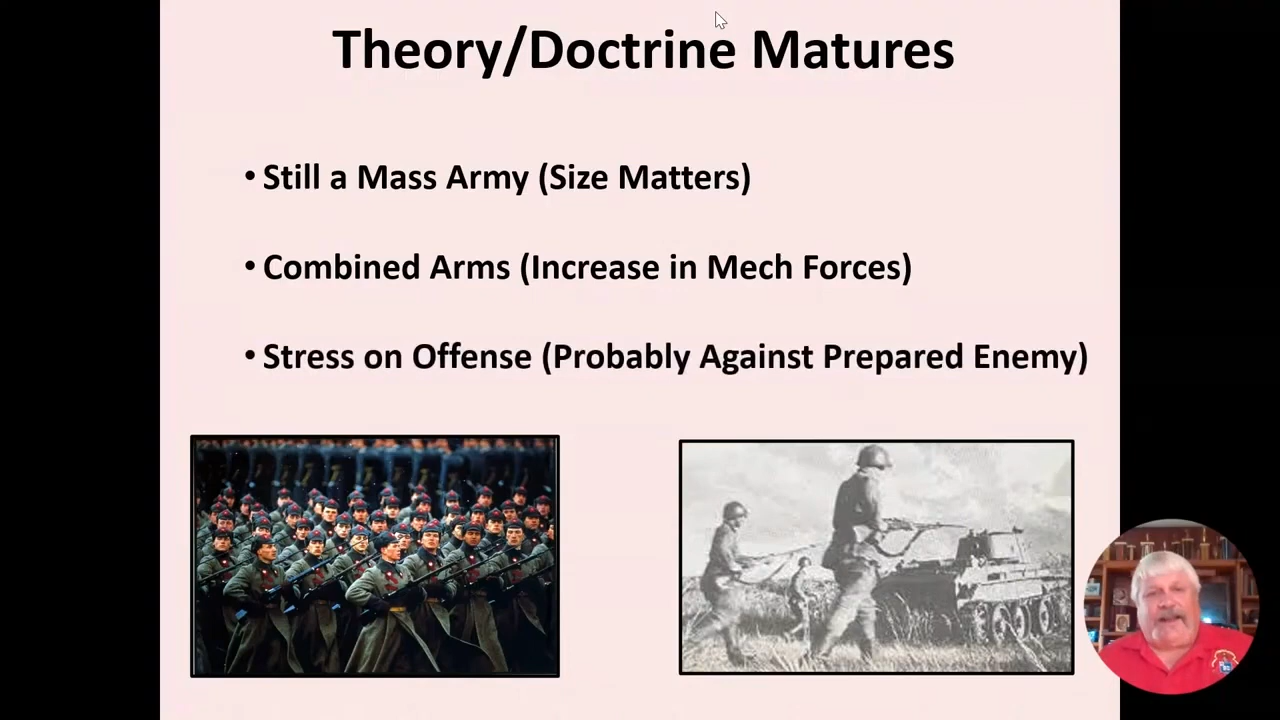 Theory/Doctrine Matures
• Still a Mass Army (Size Matters)
• Combined Arms (Increase in Mech Forces)
• Stress on Offense (Probably Against Prepared Enemy)